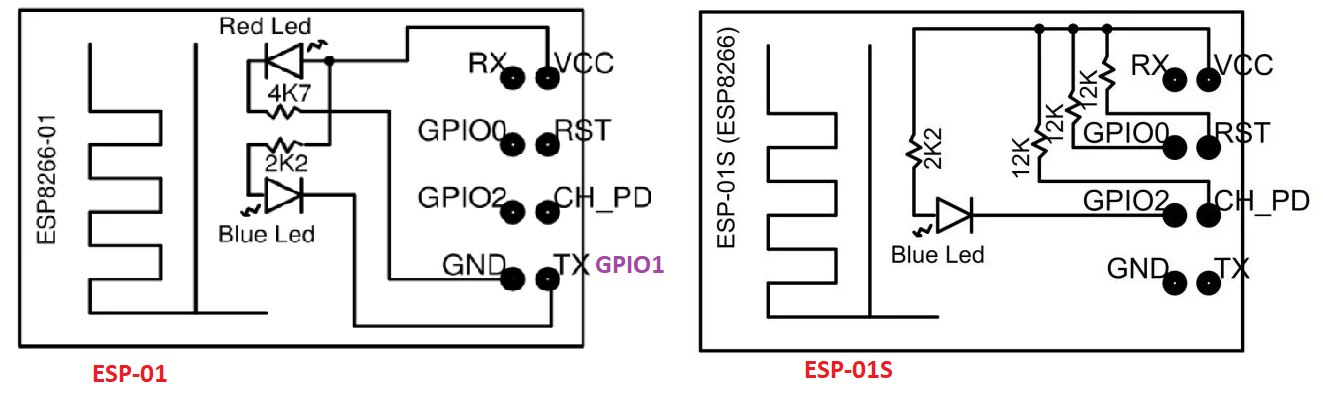 Red Led
4K7
2K2
Blue Led
ESP8266-01
RX VCC
GPIO0 RST
GPIO2 CH_PD
GND TX GPIO1
ESP-01
ESP-01S (ESP8266)
2K2
12K
12K
12K
Blue Led
RX VCC
GPIO0 RST
GPIO2 CH_PD
GND TX
ESP-01S